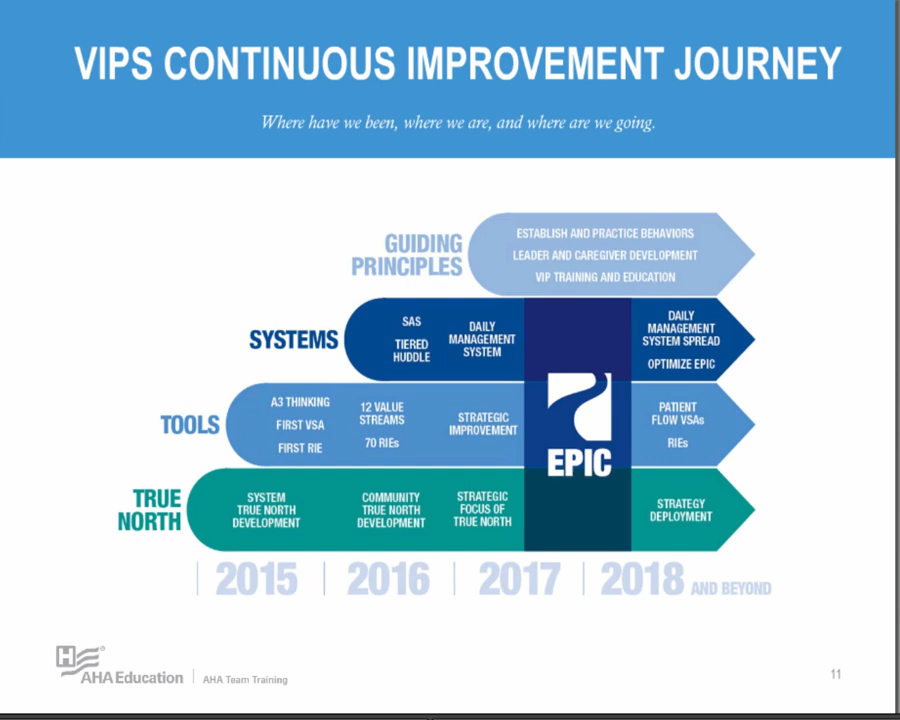 VIPS CONTINUOUS IMPROVEMENT JOURNEY
Where have we been, where we are, and where are we going.
GUIDING
PRINCIPLES
ESTABLISH AND PRACTICE BEHAVIORS
LEADER AND CAREGIVER DEVELOPMENT
VIP TRAINING AND EDUCATION
SYSTEMS
SAS
TIERED
HUDDLE
DAILY
MANAGEMENT
SYSTEM
DAILY
MANAGEMENT
SYSTEM SPREAD
OPTIMIZE EPIC
TOOLS
A3 THINKING
FIRST VSA
FIRST RIE
12 VALUE
STREAMS
70 RIEs
STRATEGIC
IMPROVEMENT
EPIC
PATIENT
FLOW VSAs
RIEs
TRUE
NORTH
SYSTEM
TRUE NORTH
DEVELOPMENT
COMMUNITY
TRUE NORTH
DEVELOPMENT
STRATEGIC
FOCUS OF
TRUE NORTH
STRATEGY
DEPLOYMENT
2015 2016 2017 2018 AND BEYOND
H
AHA Education AHA Team Training
11